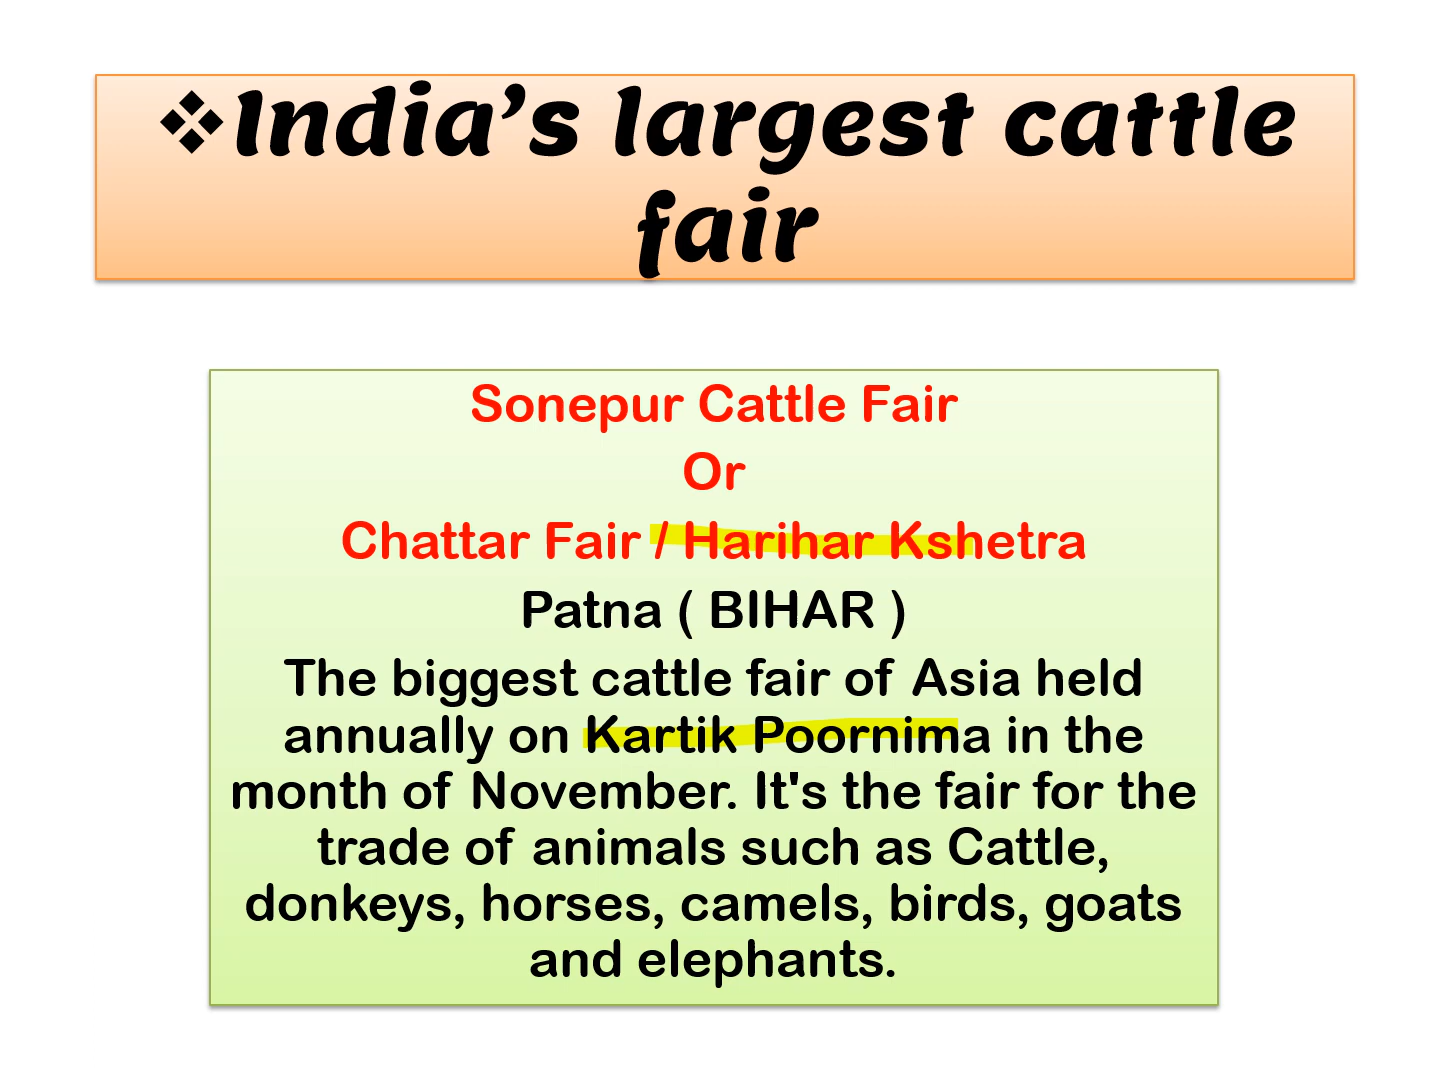 ❖India’s largest cattle
fair
Sonepur Cattle Fair
Or
Chattar Fair / Harihar Kshetra
Patna ( BIHAR )
The biggest cattle fair of Asia held
annually on Kartik Poornima in the
month of November. It's the fair for the
trade of animals such as Cattle,
donkeys, horses, camels, birds, goats
and elephants.